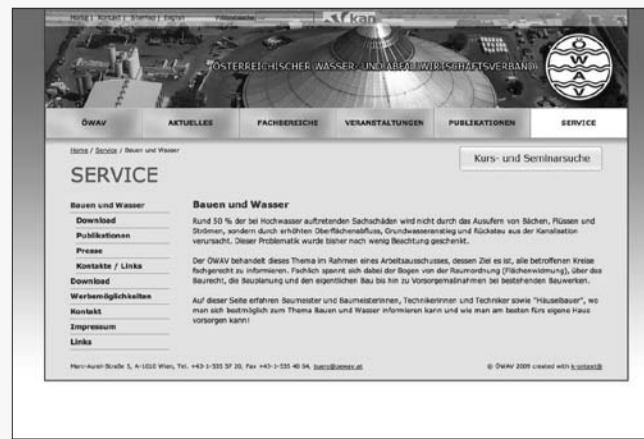 Home | Kontakt | Sitemap | English
kan
ÖSTERREICHISCHER WASSER- UND ABFALLWIRTSCHAFTSVERBAND
ÖWAV
ÖWAV AKTUELLES FACHBEREICHE VERANSTALTUNGEN PUBLIKATIONEN SERVICE
Home / Service / Bauen und Wasser
Kurs- und Seminarsuche
SERVICE
Bauen und Wasser
Download
Publikationen
Presse
Kontakte / Links
Download
Werbemöglichkeiten
Kontakt
Impressum
Links
Bauen und Wasser
Rund 50 % der bei Hochwasser auftretenden Sachschäden wird nicht durch das Ausufern von Bächen, Flüssen und
Strömen, sondern durch erhöhten Oberflächenabfluss, Grundwasseranstieg und Rückstau aus der Kanalisation
verursacht. Dieser Problematik wurde bisher noch wenig Beachtung geschenkt.
Der ÖWAV behandelt dieses Thema im Rahmen eines Arbeitsausschusses, dessen Ziel es ist, alle betroffenen Kreise
fachgerecht zu informieren. Fachlich spannt sich dabei der Bogen von der Raumordnung (Flächenwidmung), über das
Baurecht, die Bauplanung und den eigentlichen Bau bis hin zu Vorsorgemaßnahmen bei bestehenden Bauwerken.
Auf dieser Seite erfahren Baumeister und Baumeisterinnen, Technikerinnen und Techniker sowie "Häuselbauer", wo
man sich bestmöglich zum Thema Bauen und Wasser informieren kann und wie man am besten fürs eigene Haus
vorsorgen kann!
Marc-Aurel-Straße 5, A-1010 Wien, Tel. +43-1-535 57 20, Fax +43-1-535 40 64, buero@oewav.at
© ÖWAV 2009 created with